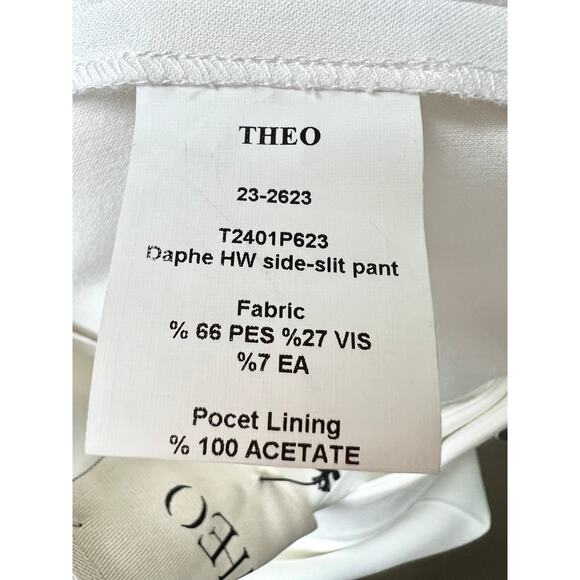 THEO
23-2623
T2401P623
Daphe HW side-slit pant
Fabric
% 66 PES %27 VIS
%7 EA
Pocet Lining
% 100 ACETATE
HEO